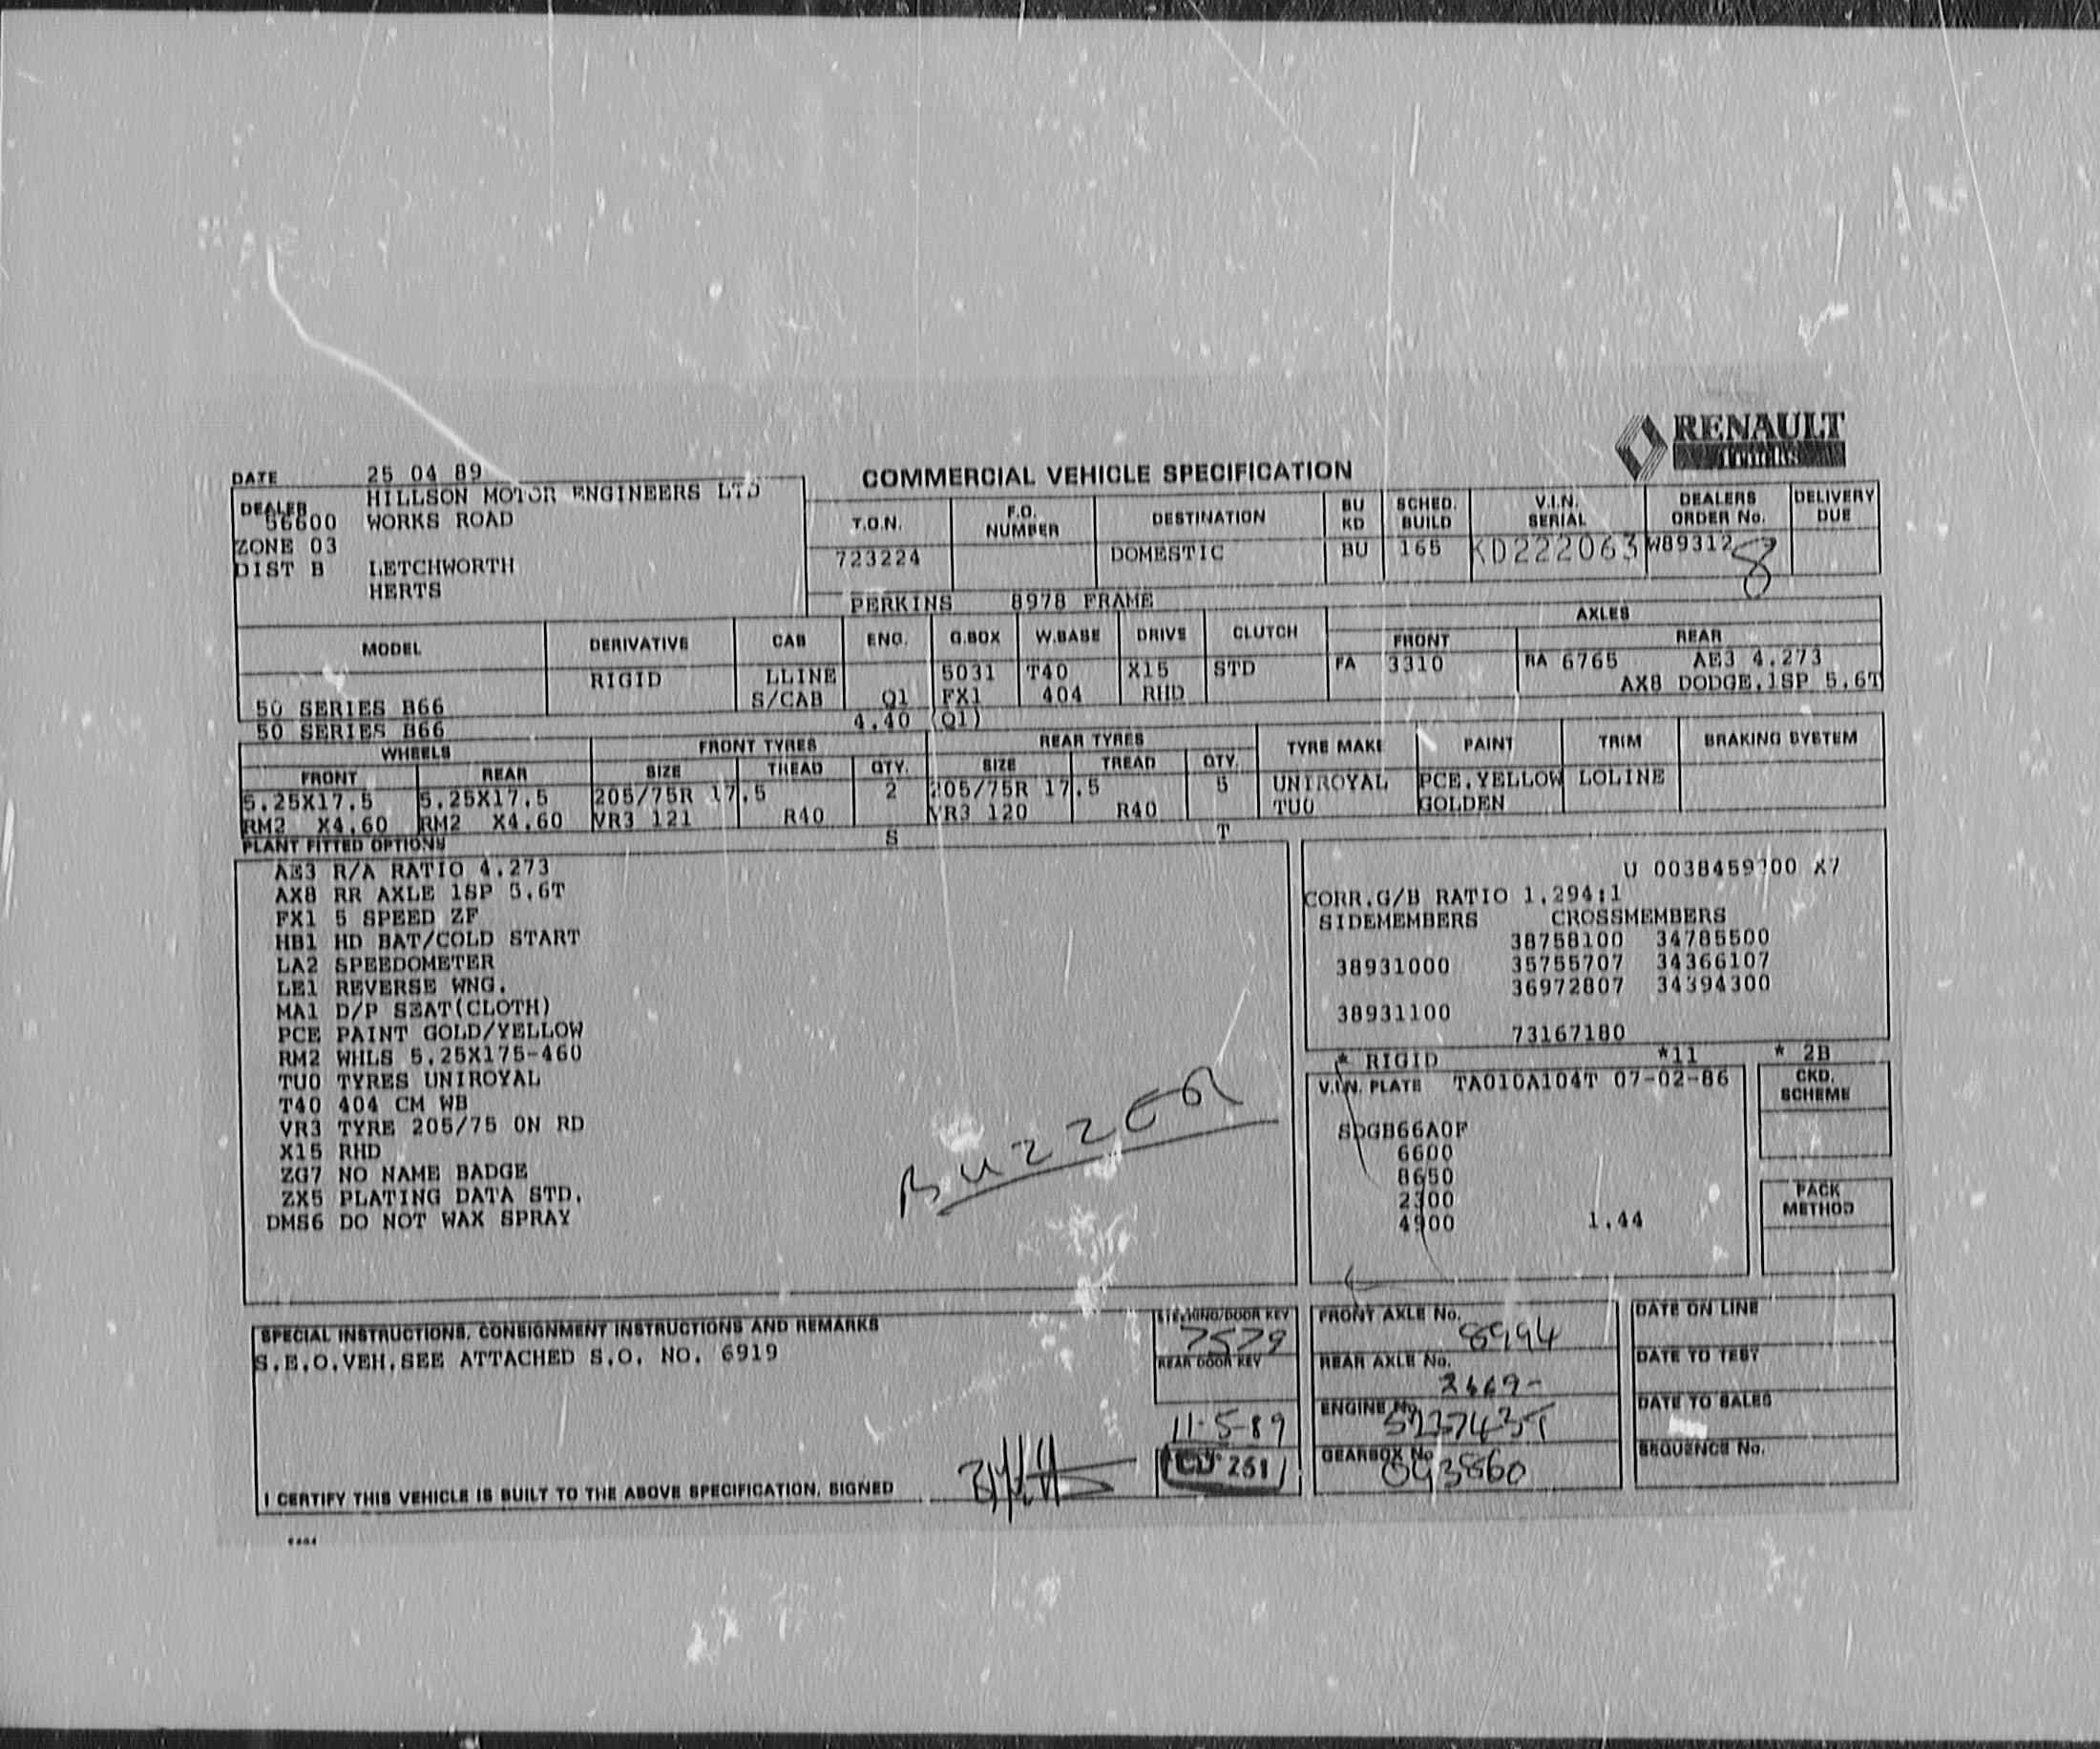 RENAULT
Trucks
COMMERCIAL VEHICLE SPECIFICATION
DATE 25 04 89
DEALER HILLSON MOTOR ENGINEERS LTD
56600 WORKS ROAD
ZONE 03
DIST B LETCHWORTH
HERTS
T.O.N. F.O. NUMBER DESTINATION BU KD SCHED. BUILD V.I.N. SERIAL DEALERS ORDER No. DELIVERY DUE
723224 DOMESTIC BU 165 KD222063 W89312 8
PERKINS 8978 FRAME
AXLES
MODEL DERIVATIVE CAB ENG. G.BOX W.BASE DRIVE CLUTCH FRONT REAR
RIGID LLINE 5031 T40 X15 STD FA 3310 RA 6765 AE3 4.273
50 SERIES B66 S/CAB Q1 FX1 404 RHD AX8 DODGE.1SP 5.6T
50 SERIES B66 4.40 (Q1)
WHEELS FRONT TYRES REAR TYRES TYRE MAKE PAINT TRIM BRAKING SYSTEM
FRONT REAR SIZE TREAD QTY. SIZE TREAD QTY.
5.25X17.5 5.25X17.5 205/75R 17.5 2 205/75R 17.5 5 UNIROYAL PCE.YELLOW LOLINE
RM2 X4.60 RM2 X4.60 VR3 121 R40 VR3 120 R40 TU0 GOLDEN
S T
PLANT FITTED OPTIONS
AE3 R/A RATIO 4.273
AX8 RR AXLE 1SP 5.6T
FX1 5 SPEED ZF
HB1 HD BAT/COLD START
LA2 SPEEDOMETER
LE1 REVERSE WNG.
MA1 D/P SEAT(CLOTH)
PCE PAINT GOLD/YELLOW
RM2 WHLS 5.25X175-460
TU0 TYRES UNIROYAL
T40 404 CM WB
VR3 TYRE 205/75 ON RD
X15 RHD
ZG7 NO NAME BADGE
ZX5 PLATING DATA STD.
DMS6 DO NOT WAX SPRAY
BUZZER
U X7
CORR.G/B RATIO 1.294:1
SIDEMEMBERS CROSSMEMBERS
38758100 34785500
38931000 35755707 34366107
36972807 34394300
38931100
73167180
* RIGID *11 * 2B
V.I.N. PLATE TA010A104T 07-02-86
SDGB66A0F
6600
8650
2300
4900 1.44
CKD. SCHEME
PACK METHOD
SPECIAL INSTRUCTIONS, CONSIGNMENT INSTRUCTIONS AND REMARKS
S.E.O.VEH.SEE ATTACHED S.O. NO. 6919
STEERING/DOOR KEY
7579
REAR DOOR KEY
11-5-89
CD 261
I CERTIFY THIS VEHICLE IS BUILT TO THE ABOVE SPECIFICATION, SIGNED
FRONT AXLE No.
8994
REAR AXLE No.
ENGINE No.
GEARBOX No
093860
DATE ON LINE
DATE TO TEST
DATE TO SALES
SEQUENCE No.